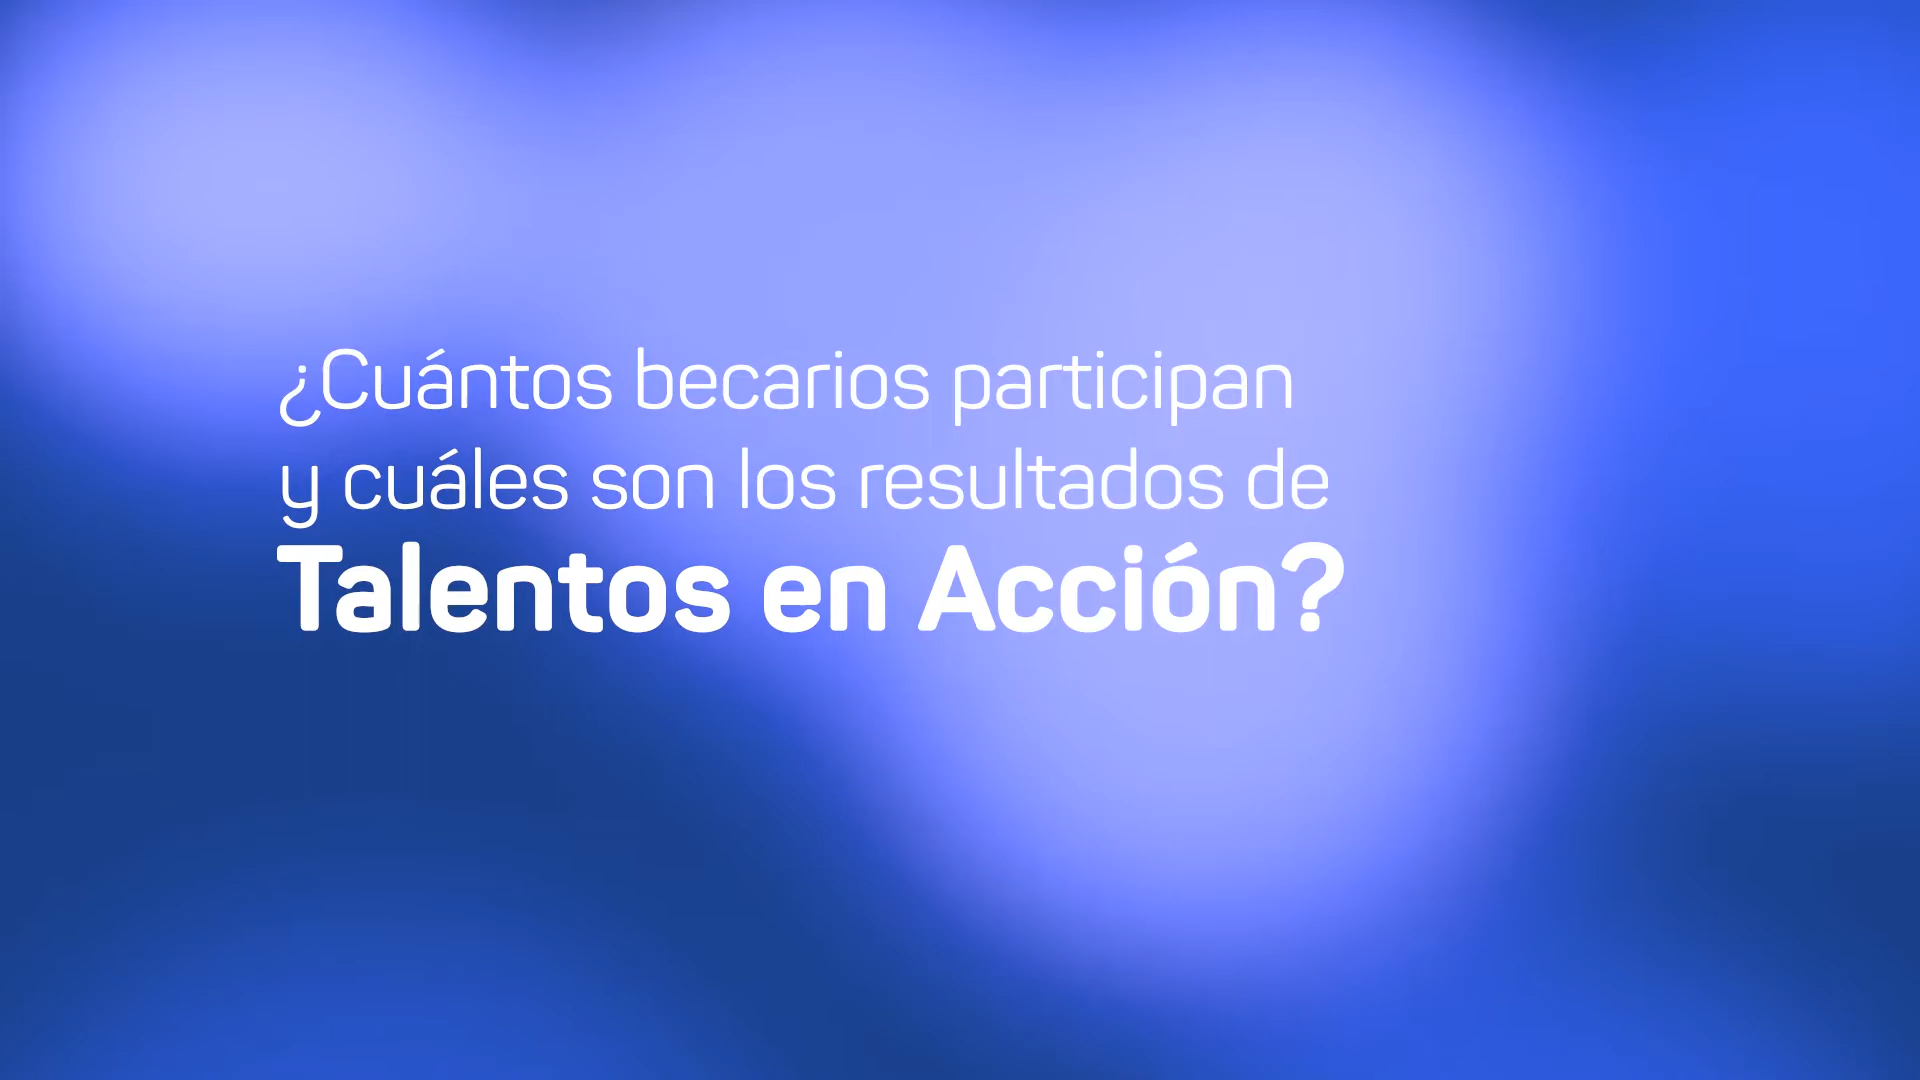 ¿Cuántos becarios participan
y cuáles son los resultados de
Talentos en Acción?